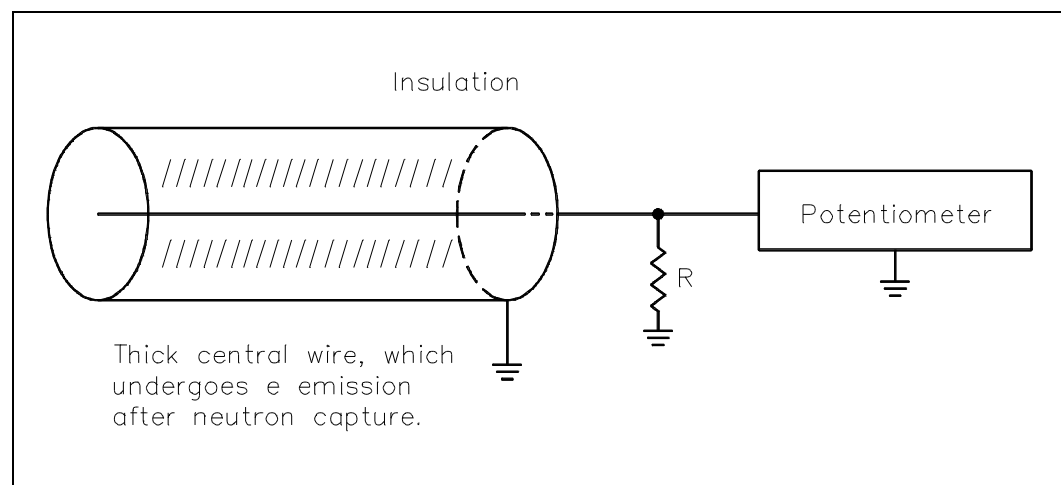 Insulation
Potentiometer
R
Thick central wire, which
undergoes e emission
after neutron capture.